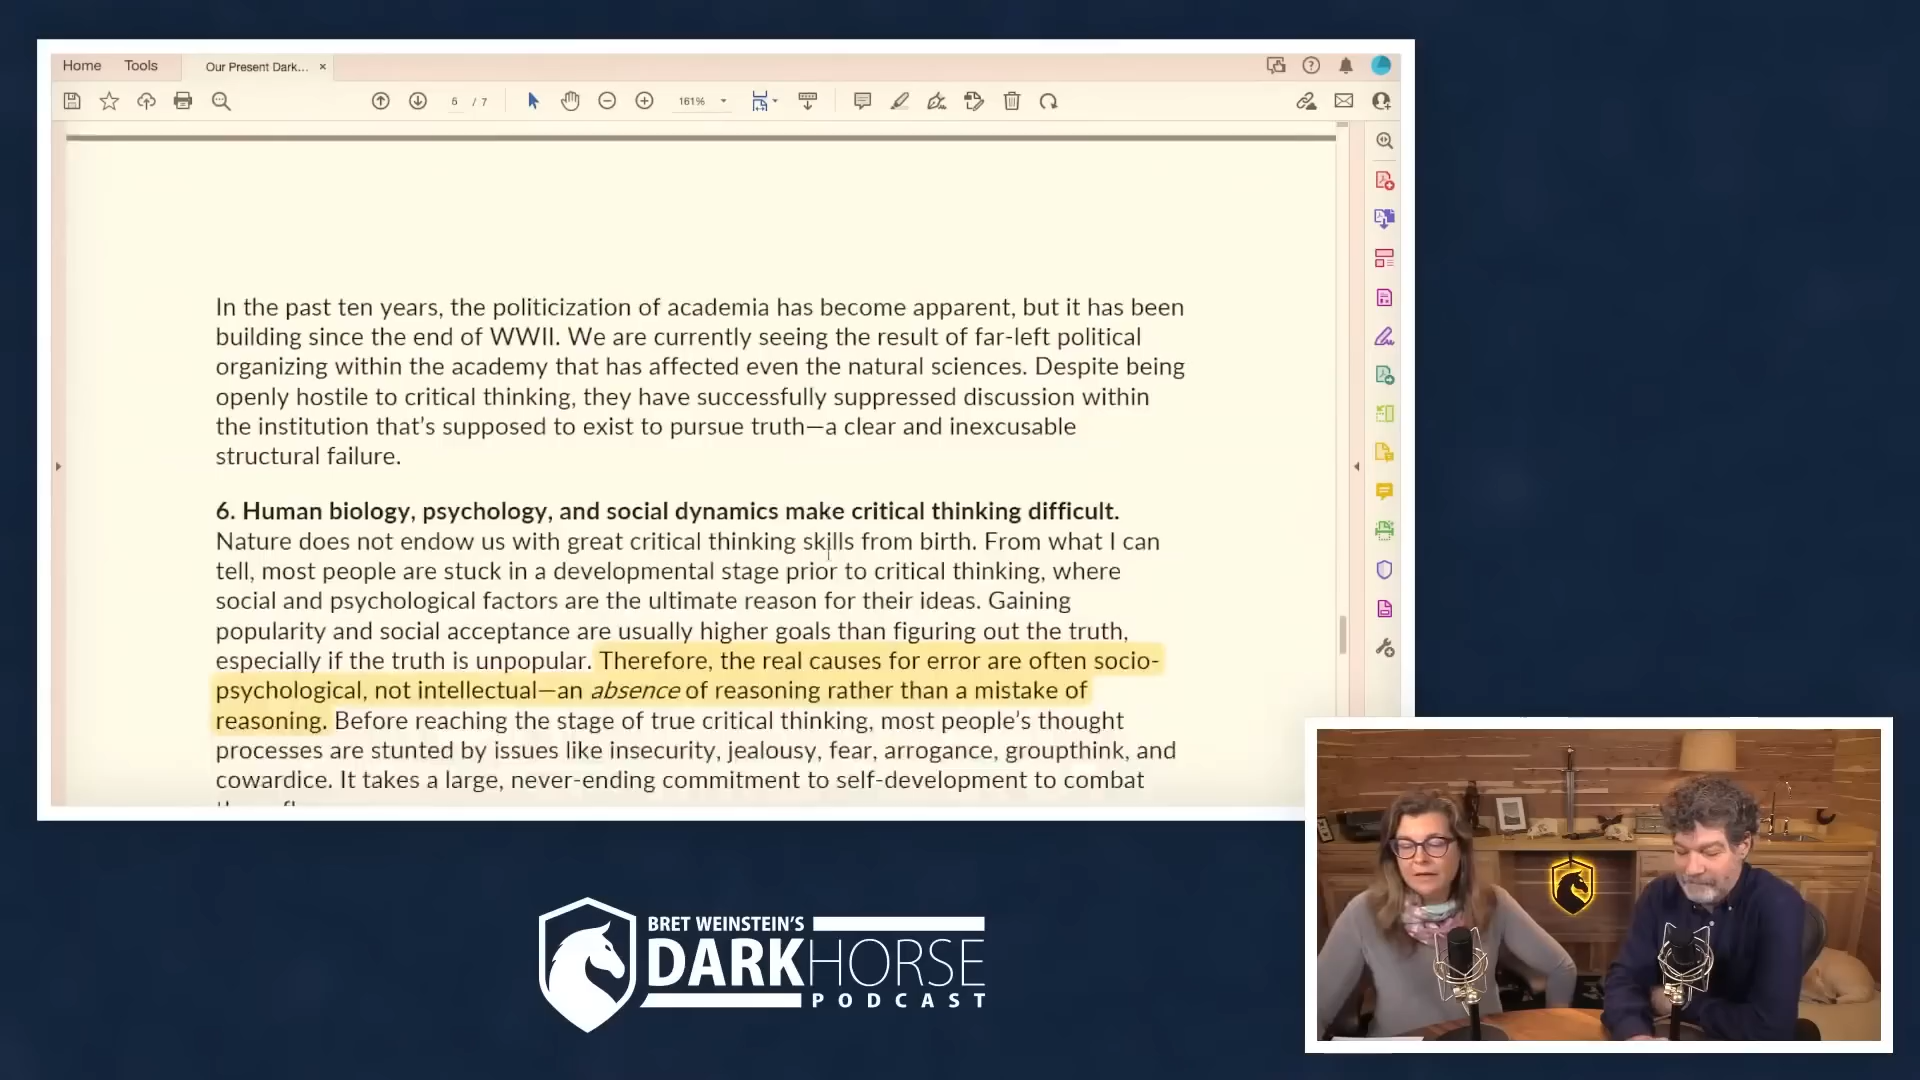 Home Tools Our Present Dark... ×
6 / 7 161%
In the past ten years, the politicization of academia has become apparent, but it has been
building since the end of WWII. We are currently seeing the result of far-left political
organizing within the academy that has affected even the natural sciences. Despite being
openly hostile to critical thinking, they have successfully suppressed discussion within
the institution that's supposed to exist to pursue truth—a clear and inexcusable
structural failure.
6. Human biology, psychology, and social dynamics make critical thinking difficult.
Nature does not endow us with great critical thinking skills from birth. From what I can
tell, most people are stuck in a developmental stage prior to critical thinking, where
social and psychological factors are the ultimate reason for their ideas. Gaining
popularity and social acceptance are usually higher goals than figuring out the truth,
especially if the truth is unpopular. Therefore, the real causes for error are often socio-
psychological, not intellectual—an absence of reasoning rather than a mistake of
reasoning. Before reaching the stage of true critical thinking, most people's thought
processes are stunted by issues like insecurity, jealousy, fear, arrogance, groupthink, and
cowardice. It takes a large, never-ending commitment to self-development to combat
BRET WEINSTEIN'S
DARKHORSE
PODCAST